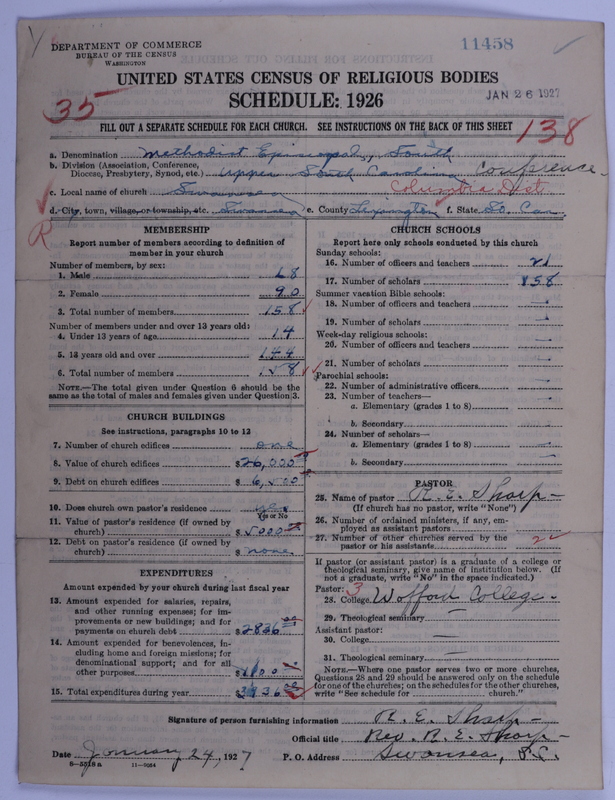 DEPARTMENT OF COMMERCE
BUREAU OF THE CENSUS
WASHINGTON
11458
UNITED STATES CENSUS OF RELIGIOUS BODIES
SCHEDULE: 1926
JAN 26 1927
35
138
FILL OUT A SEPARATE SCHEDULE FOR EACH CHURCH. SEE INSTRUCTIONS ON THE BACK OF THIS SHEET
a. Denomination Methodist Episcopal, South
b. Division (Association, Conference, Diocese, Presbytery, Synod, etc.) Upper South Carolina Conference
c. Local name of church Swansea Columbia Dist
d. City, town, village, or township, etc. Swansea e. County Lexington f. State So. Car.
R
MEMBERSHIP
Report number of members according to definition of
member in your church
Number of members, by sex:
1. Male 68
2. Female 90
3. Total number of members 158
Number of members under and over 13 years old:
4. Under 13 years of age 14
5. 13 years old and over 144
6. Total number of members 158
NOTE.—The total given under Question 6 should be
same as the total of males and females given under Question 3.
CHURCH BUILDINGS
See instructions, paragraphs 10 to 12
7. Number of church edifices one
8. Value of church edifices $26,000
9. Debt on church edifices $6,500
10. Does church own pastor's residence yes
Yes or No
11. Value of pastor's residence (if owned by
church) $5000
12. Debt on pastor's residence (if owned by
church) $none
EXPENDITURES
Amount expended by your church during last fiscal year
13. Amount expended for salaries, repairs,
and other running expenses; for im-
provements or new buildings; and for
payments on church debt $2836 00
14. Amount expended for benevolences, in-
cluding home and foreign missions; for
denominational support; and for all
other purposes
15. Total expenditures during year
CHURCH SCHOOLS
Report here only schools conducted by this church
Sunday schools:
16. Number of officers and teachers
17. Number of scholars 158
Summer vacation Bible schools:
18. Number of officers and teachers —
19. Number of scholars —
Week-day religious schools:
20. Number of officers and teachers —
21. Number of scholars —
Parochial schools:
22. Number of administrative officers —
23. Number of teachers—
a. Elementary (grades 1 to 8) —
b. Secondary —
24. Number of scholars—
a. Elementary (grades 1 to 8) —
b. Secondary —
PASTOR
25. Name of pastor R. E. Sharp
(If church has no pastor, write "None")
26. Number of ordained ministers, if any, em-
ployed as assistant pastors —
27. Number of other churches served by the
pastor or his assistants 2
If pastor (or assistant pastor) is a graduate of a college or
theological seminary, give name of institution below. (If
not a graduate, write "No" in the space indicated.)
Pastor: 3
28. College Wofford College
29. Theological seminary —
Assistant pastor:
30. College —
31. Theological seminary —
NOTE.—Where one pastor serves two or more churches,
Questions 28 and 29 should be answered only on the schedule
for one of the churches; on the schedules for the other churches,
write "See schedule for church."
Signature of person furnishing information R. E. Sharp
Official title Rev. R. E. Sharp
Date January 24, 1927 P. O. Address Swansea, S.C.
8-5518a 11-5084